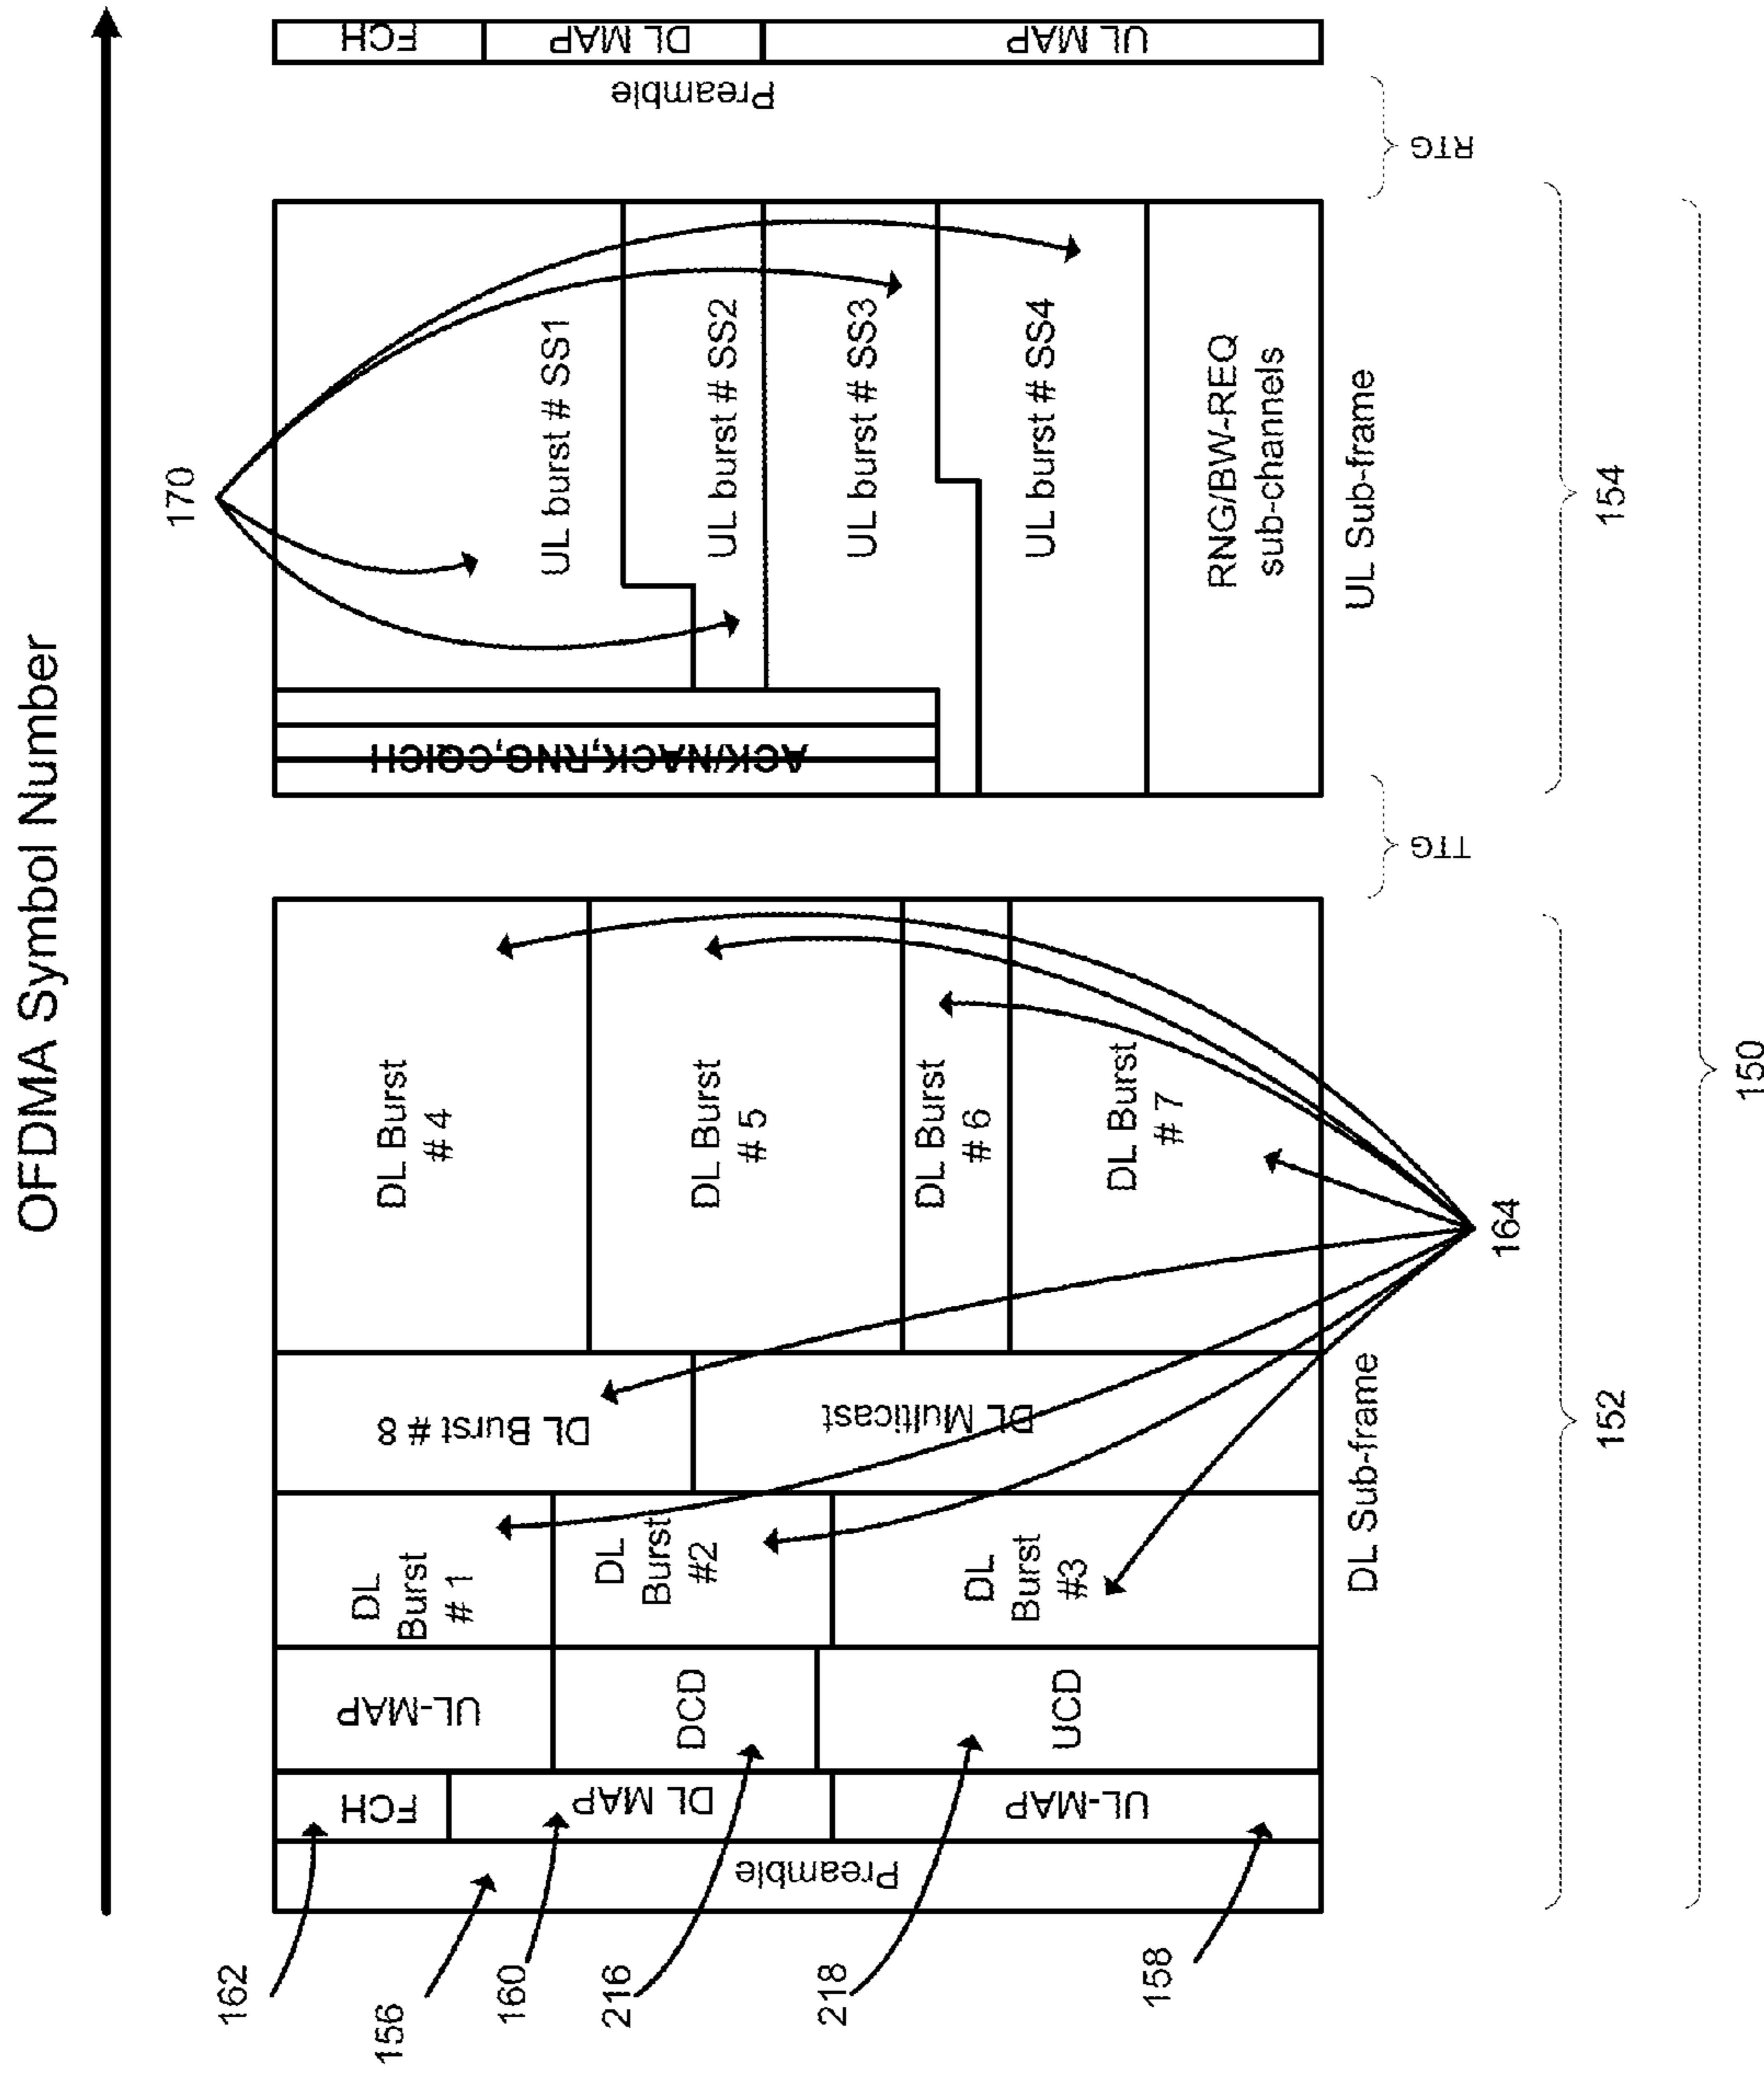 OFDMA Symbol Number
162
156
160
216
218
158
Preamble
FCH
DL MAP
UL-MAP
UL-MAP
DCD
UCD
DL
Burst
# 1
DL
Burst
#2
DL
Burst
#3
DL Burst # 8
DL Multicast
DL Burst
# 4
DL Burst
# 5
DL Burst
# 6
DL Burst
# 7
164
DL Sub-frame
152
TTG
ACK/NACK,RNG,CQICH
170
UL burst # SS1
UL burst # SS2
UL burst # SS3
UL burst # SS4
RNG/BW-REQ
sub-channels
UL Sub-frame
154
RTG
150
Preamble
FCH
DL MAP
UL MAP